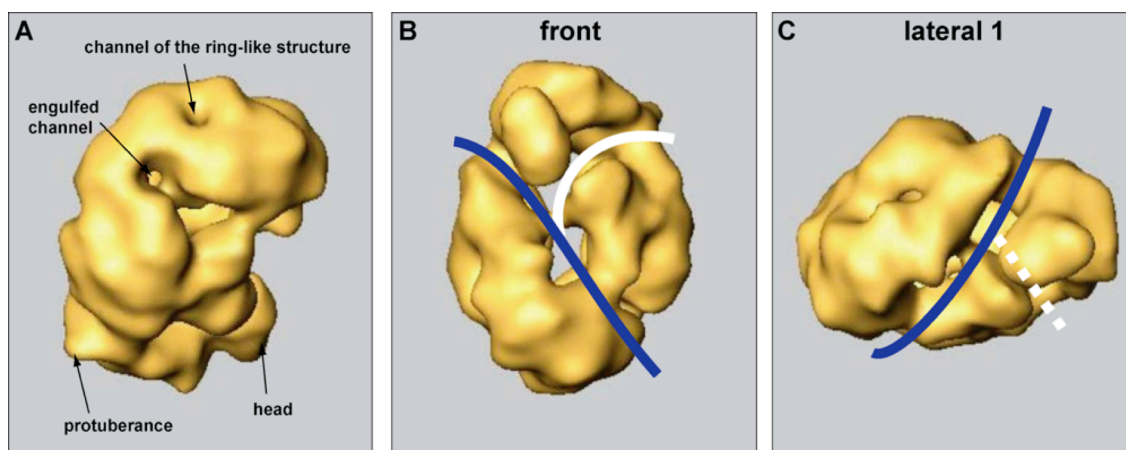 A
channel of the ring-like structure
engulfed
channel
protuberance
head
B
front
C
lateral 1